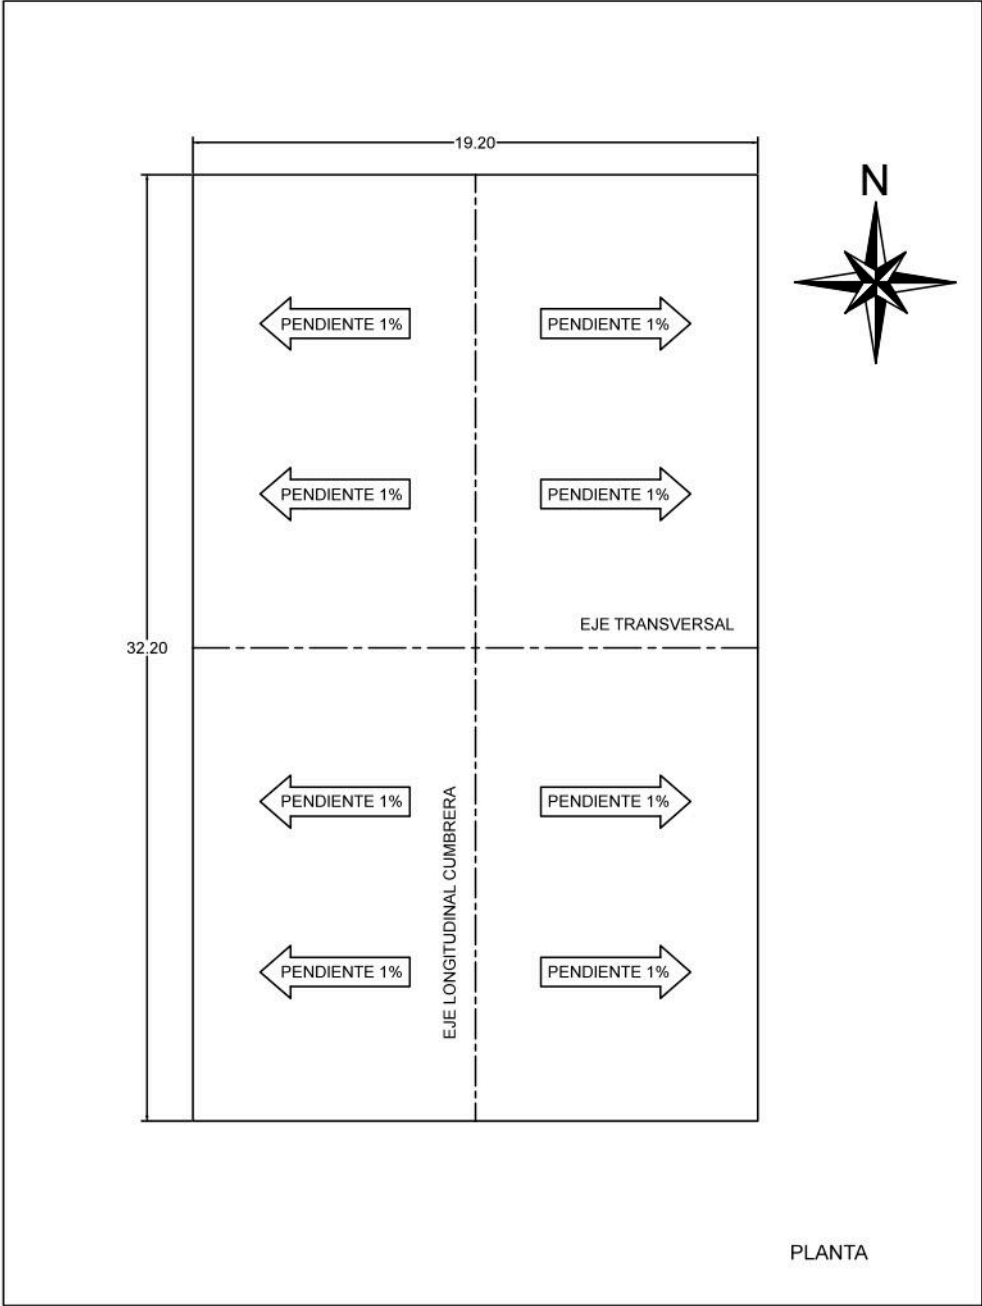 19.20
N
PENDIENTE 1%
PENDIENTE 1%
PENDIENTE 1%
PENDIENTE 1%
EJE TRANSVERSAL
32.20
PENDIENTE 1%
PENDIENTE 1%
EJE LONGITUDINAL CUMBRERA
PENDIENTE 1%
PENDIENTE 1%
PLANTA